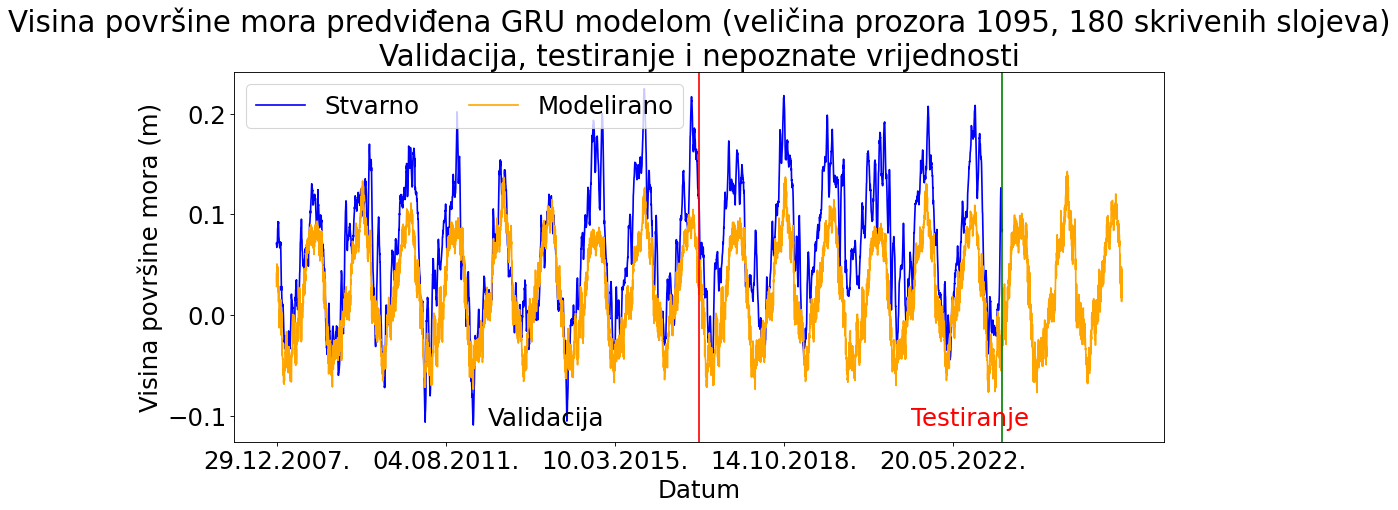 Visina površine mora predviđena GRU modelom (veličina prozora 1095, 180 skrivenih slojeva)
Validacija, testiranje i nepoznate vrijednosti
Stvarno
Modelirano
Visina površine mora (m)
0.2
0.1
0.0
−0.1
Validacija
Testiranje
29.12.2007.
04.08.2011.
10.03.2015.
14.10.2018.
20.05.2022.
Datum